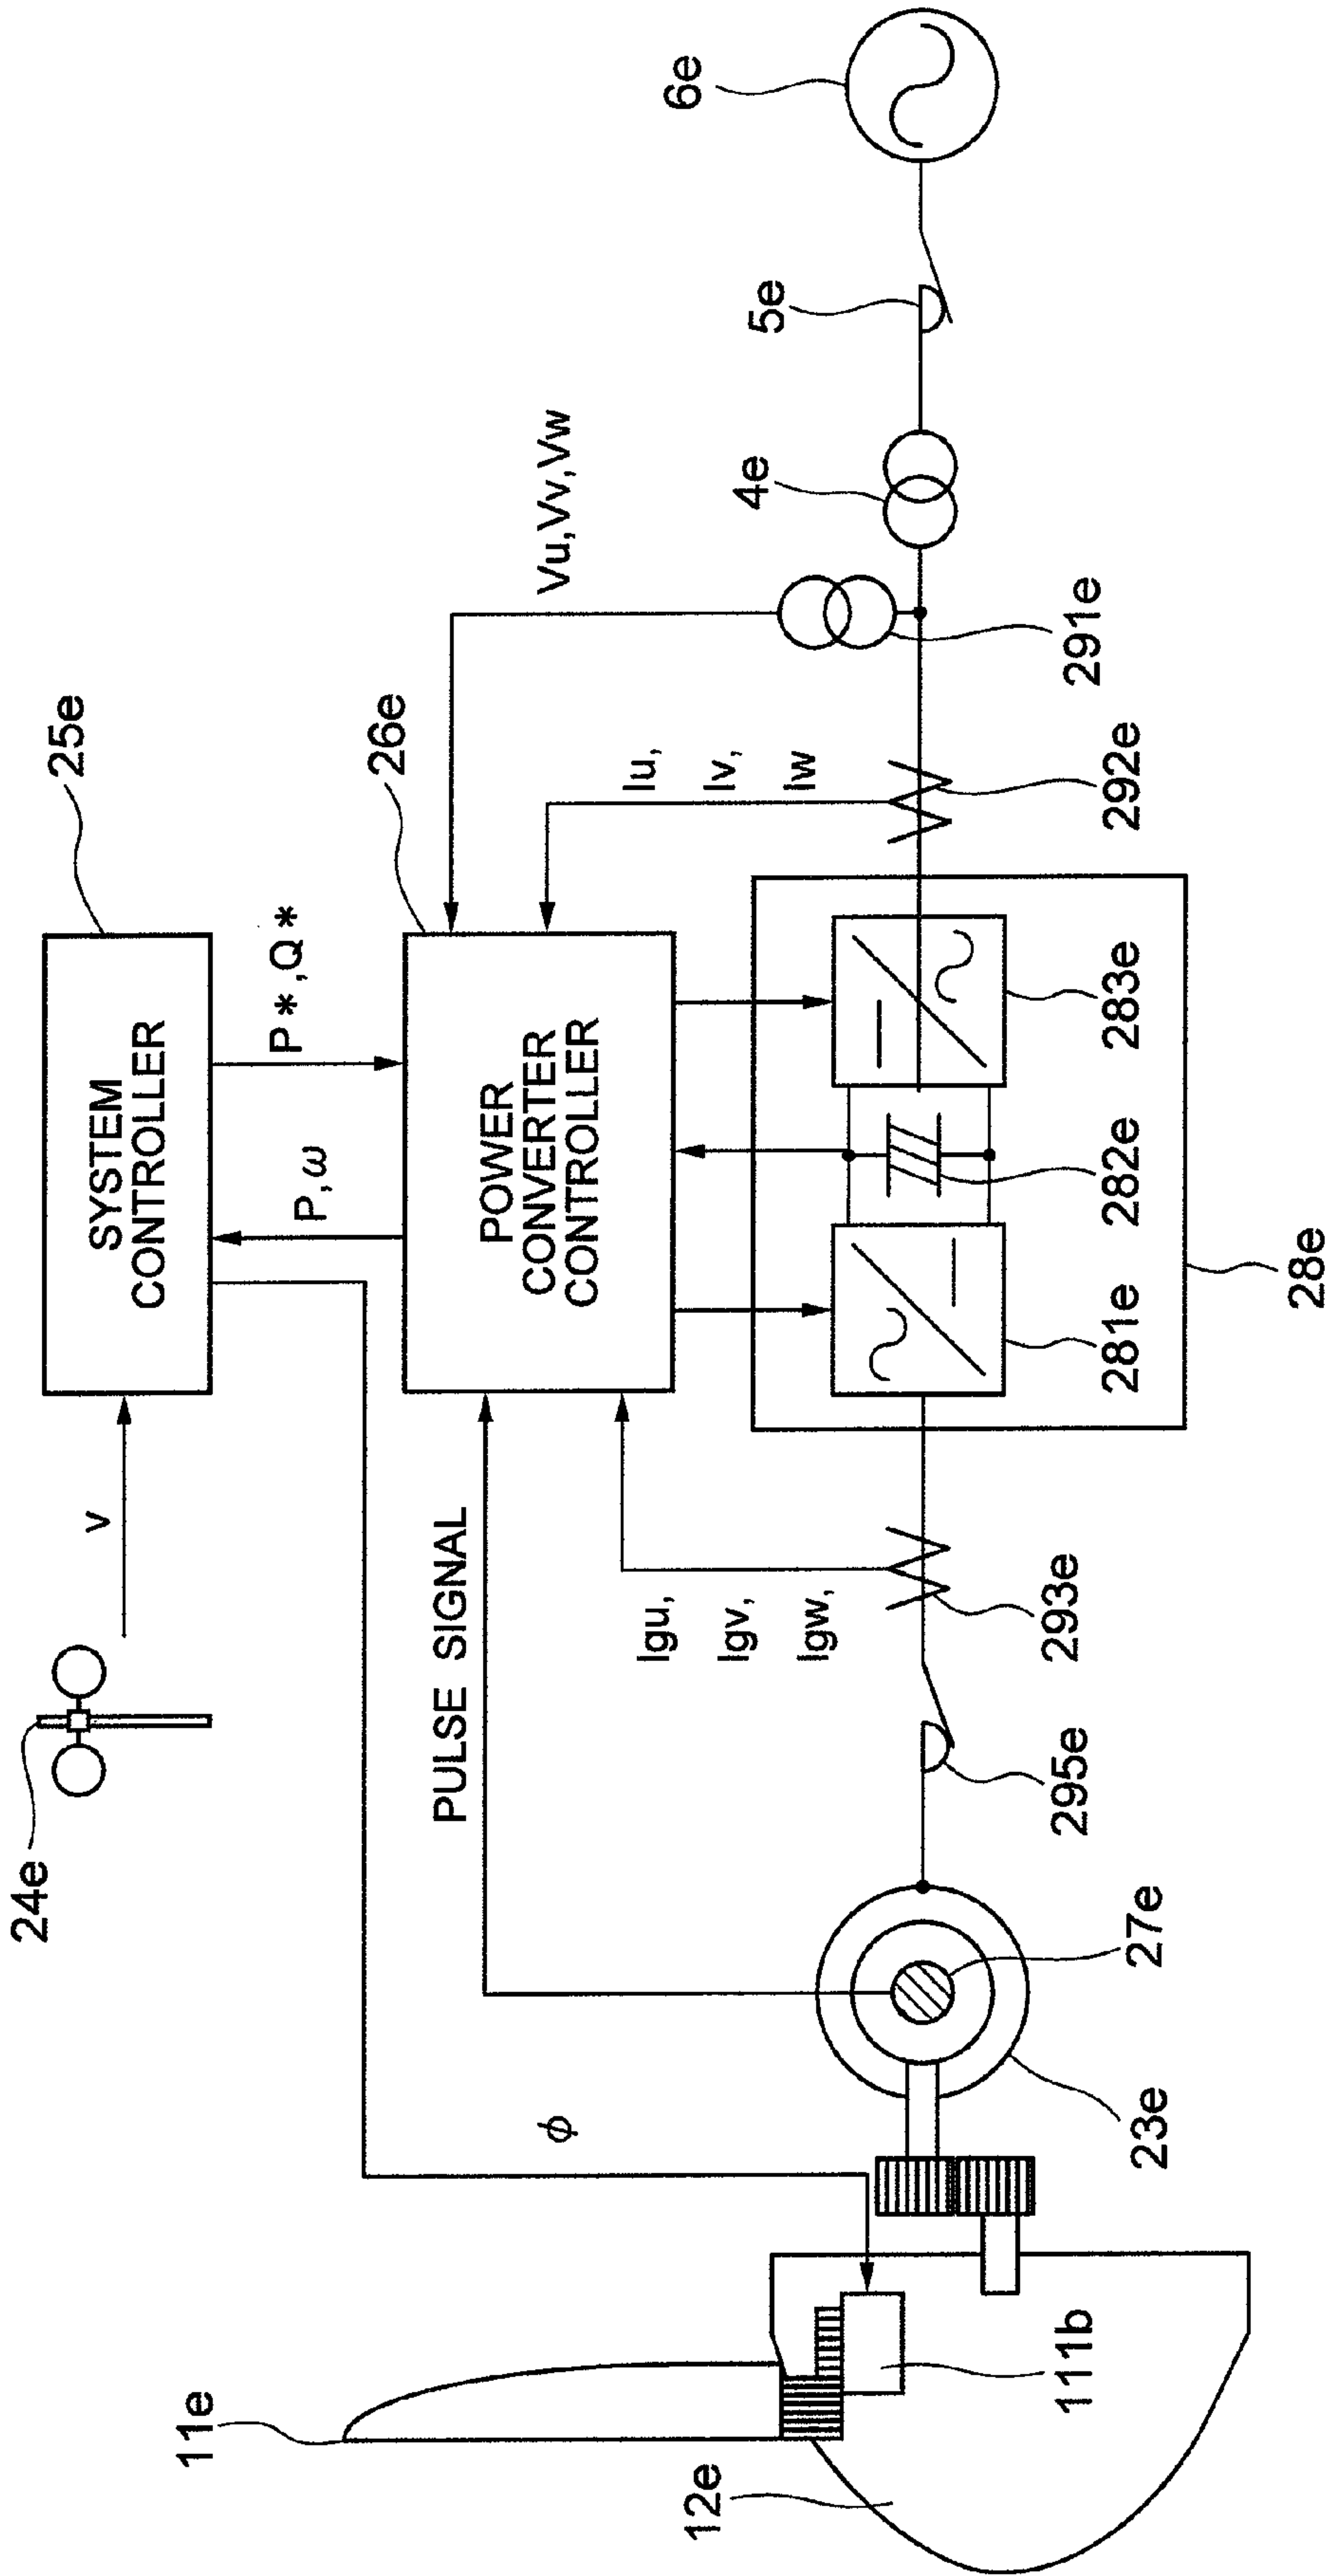 24e
v
SYSTEM
CONTROLLER
25e
P,ω
P*,Q*
φ
PULSE SIGNAL
POWER
CONVERTER
CONTROLLER
26e
Vu,Vv,Vw
Igu,
Igv,
Igw,
Iu,
Iv,
Iw
11e
12e
111b
23e
27e
295e
293e
281e
282e
283e
28e
292e
291e
4e
5e
6e